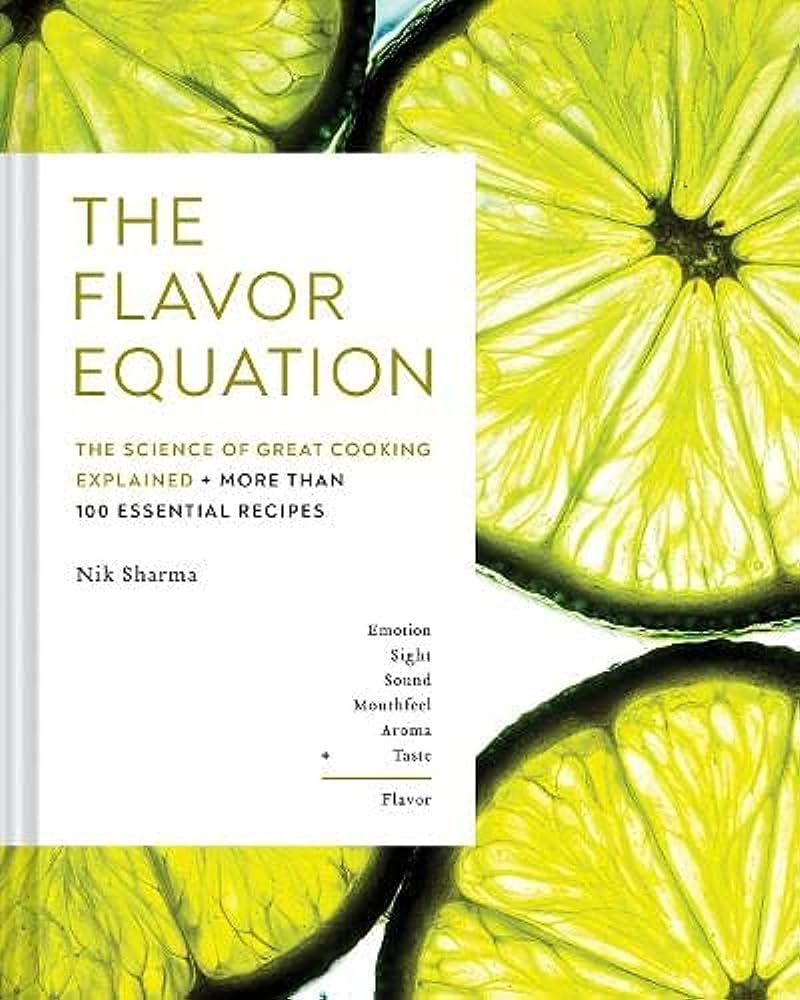 THE
FLAVOR
EQUATION
THE SCIENCE OF GREAT COOKING
EXPLAINED + MORE THAN
100 ESSENTIAL RECIPES
Nik Sharma
Emotion
Sight
Sound
Mouthfeel
Aroma
+ Taste
Flavor